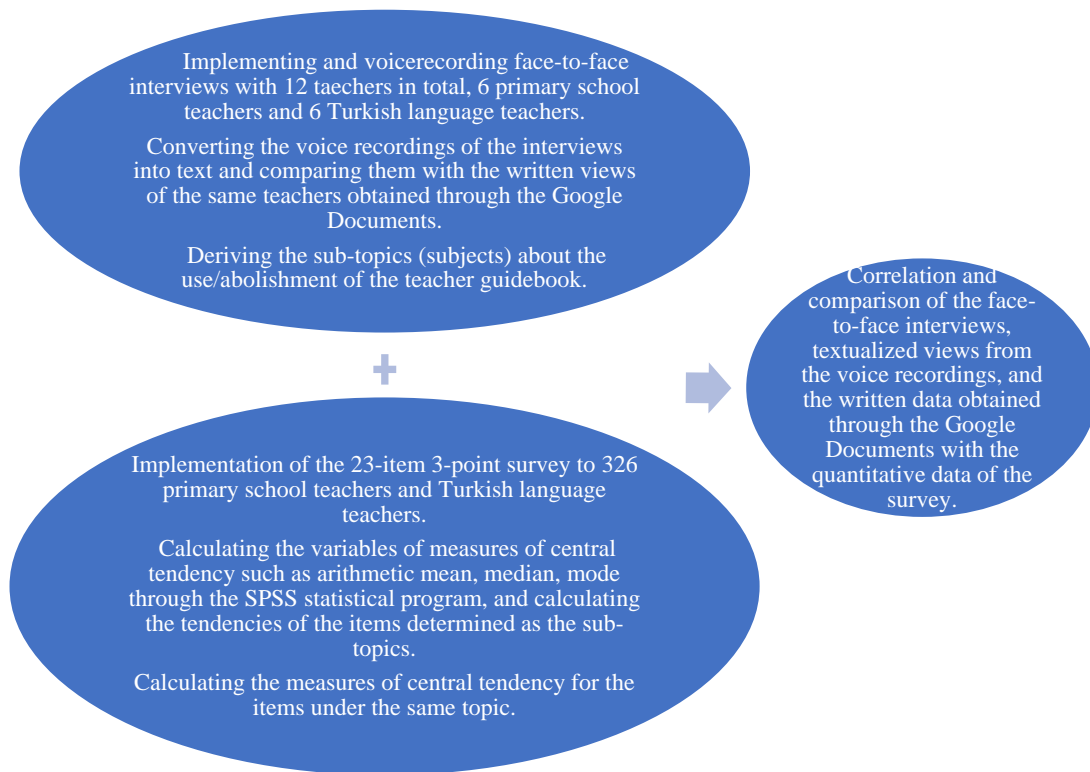 Implementing and voicerecording face-to-face
interviews with 12 taechers in total, 6 primary school
teachers and 6 Turkish language teachers.
Converting the voice recordings of the interviews
into text and comparing them with the written views
of the same teachers obtained through the Google
Documents.
Deriving the sub-topics (subjects) about the
use/abolishment of the teacher guidebook.
+
Implementation of the 23-item 3-point survey to 326
primary school teachers and Turkish language
teachers.
Calculating the variables of measures of central
tendency such as arithmetic mean, median, mode
through the SPSS statistical program, and calculating
the tendencies of the items determined as the sub-
topics.
Calculating the measures of central tendency for the
items under the same topic.
Correlation and
comparison of the face-
to-face interviews,
textualized views from
the voice recordings, and
the written data obtained
through the Google
Documents with the
quantitative data of the
survey.